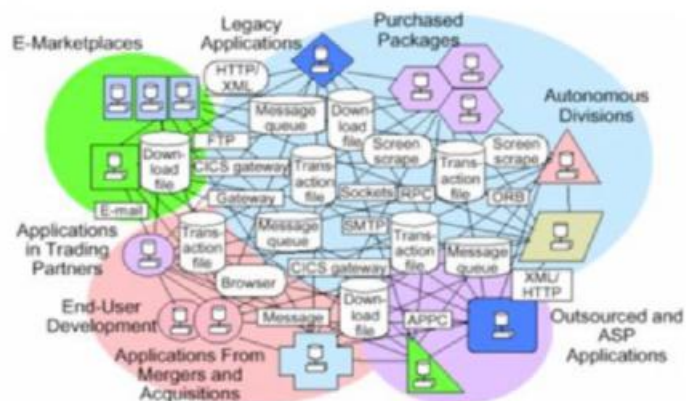 E-Marketplaces
Legacy
Applications
Purchased
Packages
Autonomous
Divisions
HTTP/
XML
Message
queue
Down-
load
file
Screen
scrape
Screen
scrape
FTP
Down-
load
file
CICS gateway
Trans-
action
file
Trans-
action
file
Gateway
Sockets
RPC
ORB
E-mail
Applications
in Trading
Partners
Trans-
action
file
Message
queue
SMTP
Trans-
action
file
Message
queue
Browser
CICS gateway
XML/
HTTP
End-User
Development
Message
Down-
load
file
APPC
Outsourced and
ASP
Applications
Applications From
Mergers and
Acquisitions